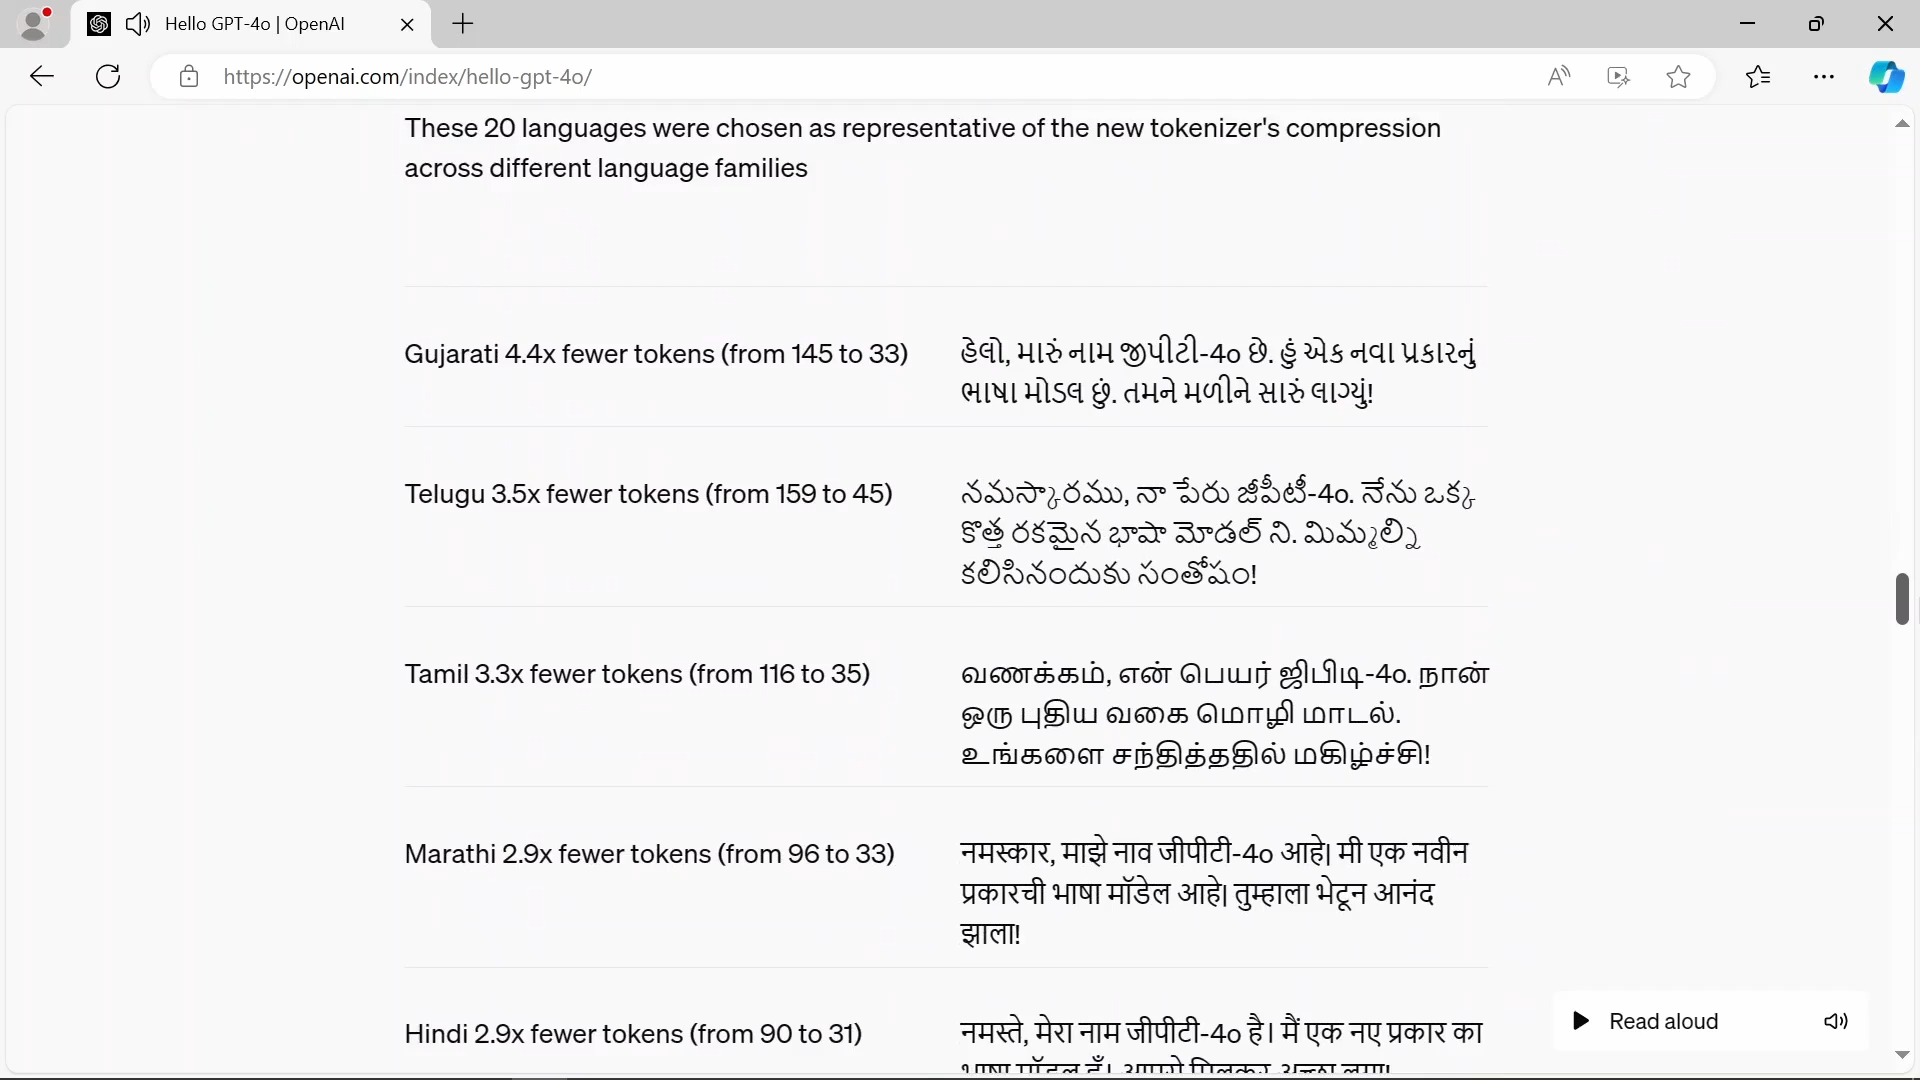 Hello GPT-4o | OpenAI
https://openai.com/index/hello-gpt-4o/
These 20 languages were chosen as representative of the new tokenizer's compression
across different language families
Gujarati 4.4x fewer tokens (from 145 to 33)
હેલો, મારું નામ જીપીટી-4o છે. હું એક નવા પ્રકારનું
ભાષા મોડલ છું. તમને મળીને સારું લાગ્યું!
Telugu 3.5x fewer tokens (from 159 to 45)
నమస్కారము, నా పేరు జీపీటీ-4o. నేను ఒక్క
కొత్త రకమైన భాషా మోడల్ ని. మిమ్మల్ని
కలిసినందుకు సంతోషం!
Tamil 3.3x fewer tokens (from 116 to 35)
வணக்கம், என் பெயர் ஜிபிடி-4o. நான்
ஒரு புதிய வகை மொழி மாடல்.
உங்களை சந்தித்ததில் மகிழ்ச்சி!
Marathi 2.9x fewer tokens (from 96 to 33)
नमस्कार, माझे नाव जीपीटी-4o आहे| मी एक नवीन
प्रकारची भाषा मॉडेल आहे| तुम्हाला भेटून आनंद
झाला!
Hindi 2.9x fewer tokens (from 90 to 31)
नमस्ते, मेरा नाम जीपीटी-4o है। मैं एक नए प्रकार का
Read aloud